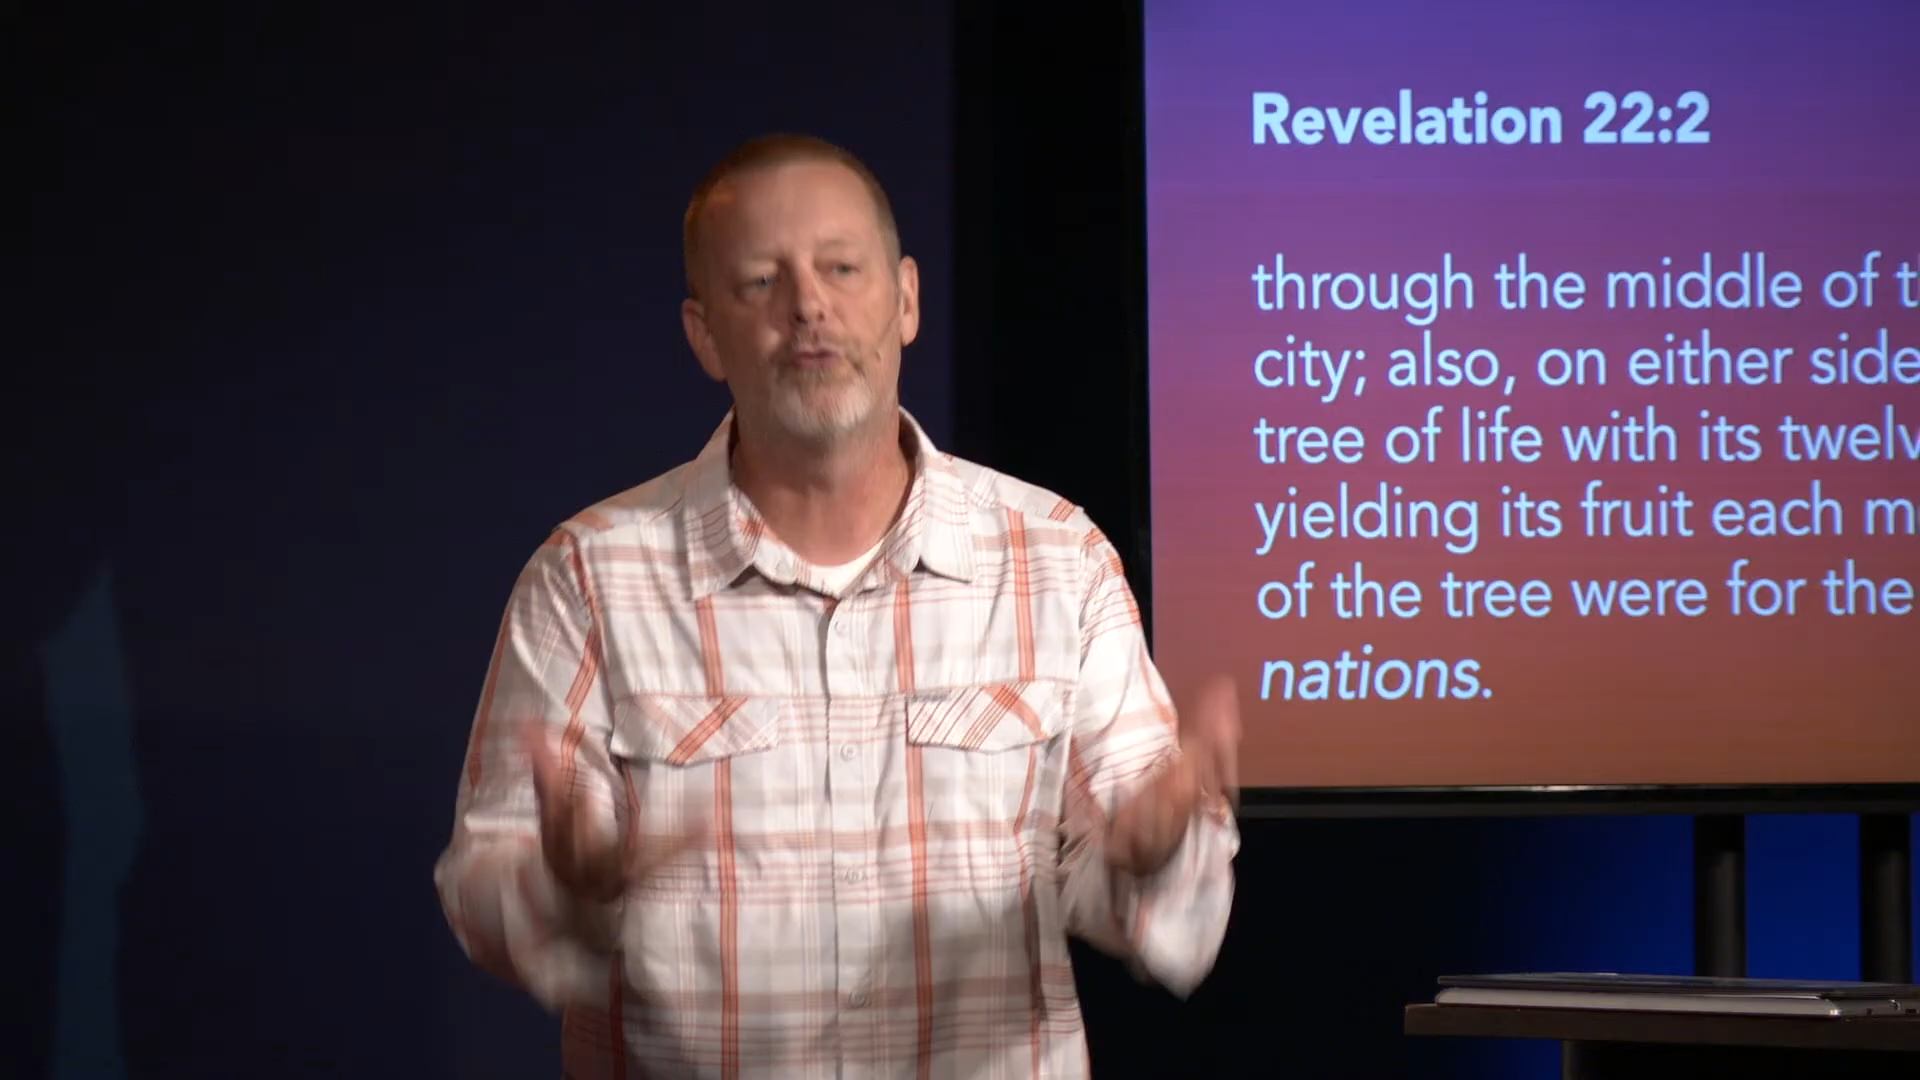 Revelation 22:2
through the middle of
city; also, on either side
tree of life with its
yielding its fruit each
of the tree were for the
nations.